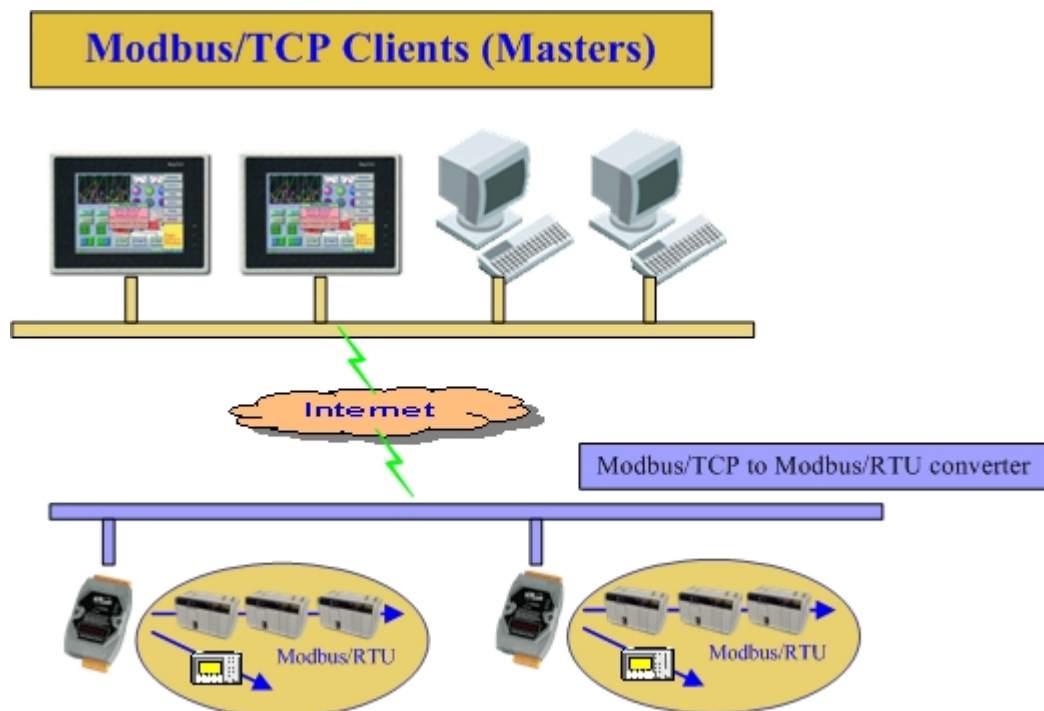 Modbus/TCP Clients (Masters)
Internet
Modbus/TCP to Modbus/RTU converter
Modbus/RTU
Modbus/RTU